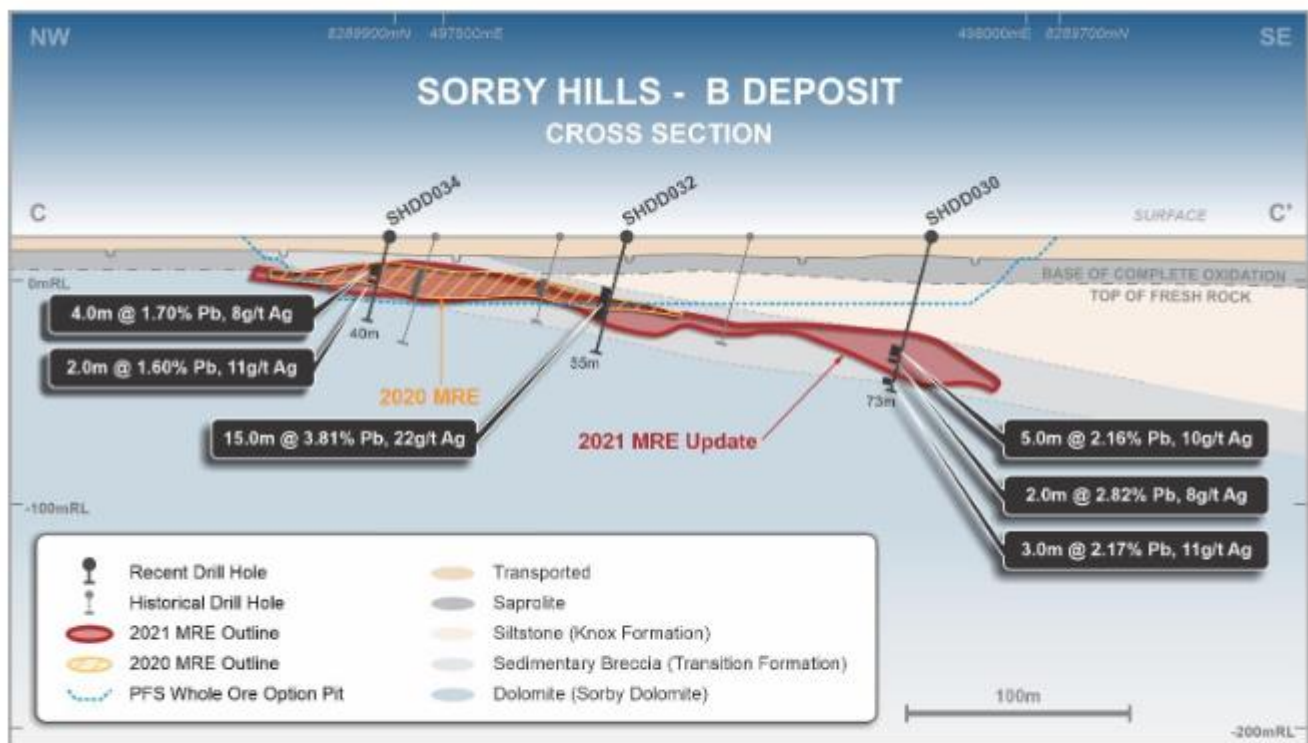 NW
8289900mN
497800mE
498000mE
8289700mN
SE
SORBY HILLS - B DEPOSIT
CROSS SECTION
SHDD034
SHDD032
SHDD030
C
SURFACE
C'
0mRL
BASE OF COMPLETE OXIDATION
TOP OF FRESH ROCK
4.0m @ 1.70% Pb, 8g/t Ag
40m
2.0m @ 1.60% Pb, 11g/t Ag
55m
2020 MRE
73m
15.0m @ 3.81% Pb, 22g/t Ag
2021 MRE Update
5.0m @ 2.16% Pb, 10g/t Ag
2.0m @ 2.82% Pb, 8g/t Ag
-100mRL
3.0m @ 2.17% Pb, 11g/t Ag
Recent Drill Hole
Historical Drill Hole
2021 MRE Outline
2020 MRE Outline
PFS Whole Ore Option Pit
Transported
Saprolite
Siltstone (Knox Formation)
Sedimentary Breccia (Transition Formation)
Dolomite (Sorby Dolomite)
100m
-200mRL